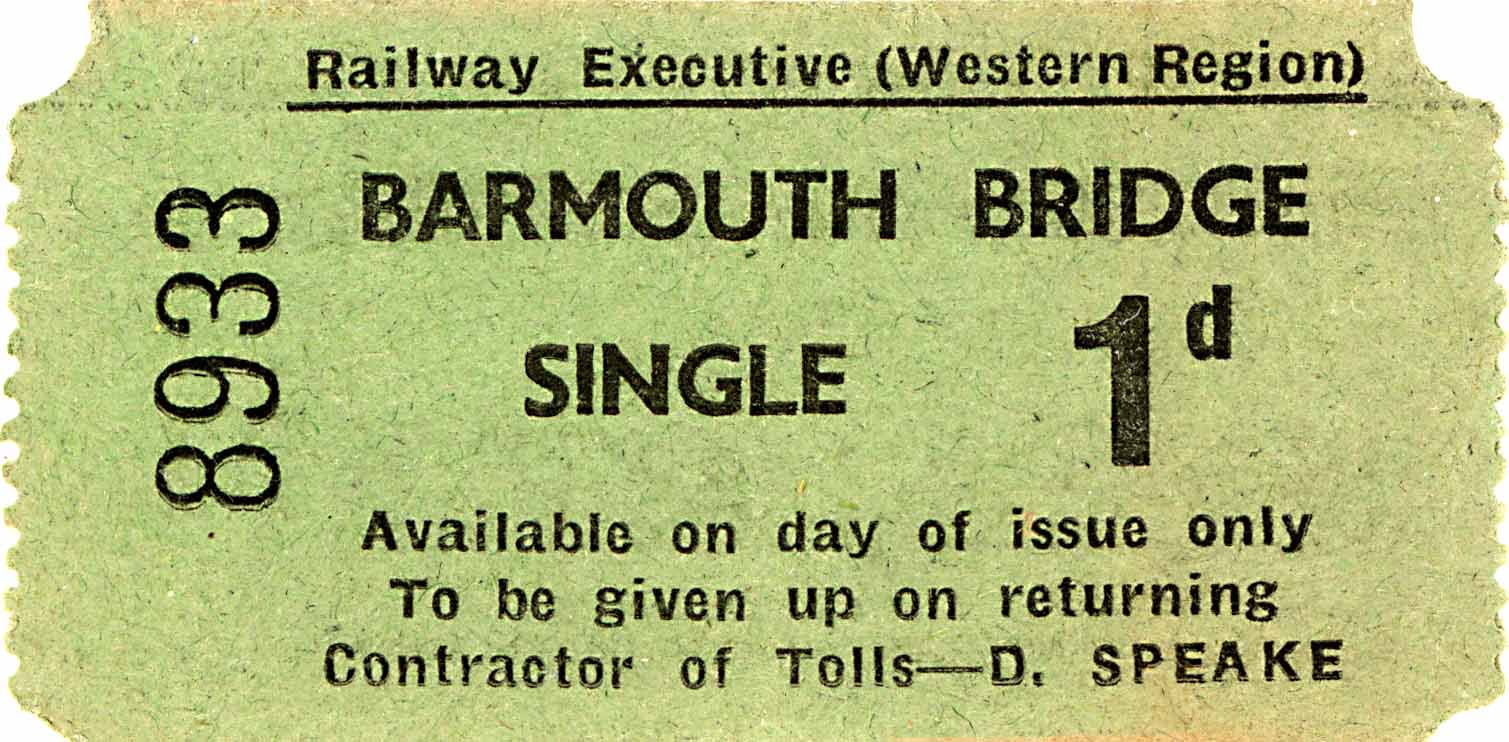 Railway Executive (Western Region)
8933
BARMOUTH BRIDGE
SINGLE 1d
Available on day of issue only
To be given up on returning
Contractor of Tolls—D. SPEAKE